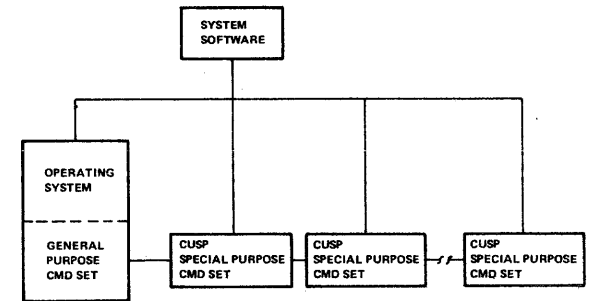 SYSTEM
SOFTWARE
OPERATING
SYSTEM
GENERAL
PURPOSE
CMD SET
CUSP
SPECIAL PURPOSE
CMD SET
CUSP
SPECIAL PURPOSE
CMD SET
CUSP
SPECIAL PURPOSE
CMD SET